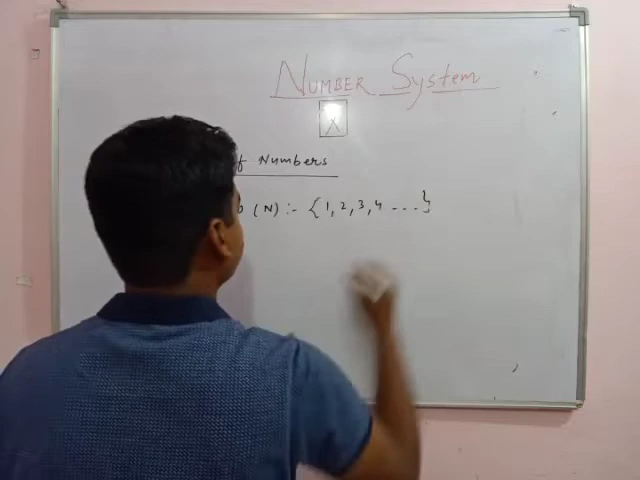 Number System
f Numbers
(N) :- {1, 2, 3, 4 ...}